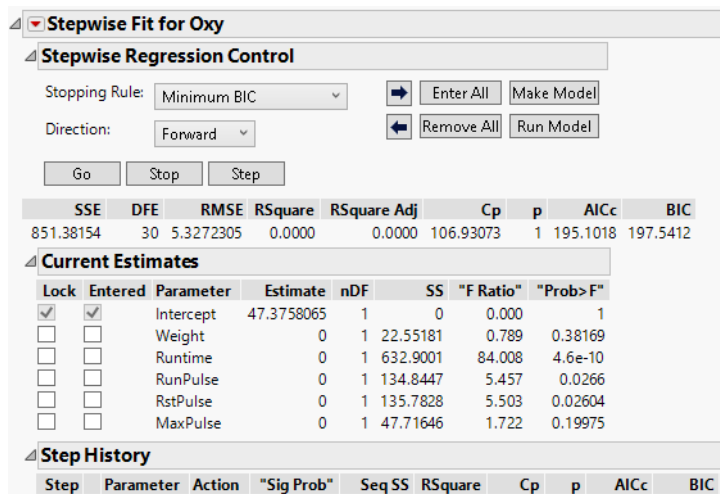 Stepwise Fit for Oxy
Stepwise Regression Control
Stopping Rule: Minimum BIC Enter All Make Model
Direction: Forward Remove All Run Model
Go Stop Step
SSE DFE RMSE RSquare RSquare Adj Cp p AICc BIC
851.38154 30 5.3272305 0.0000 0.0000 106.93073 1 195.1018 197.5412
Current Estimates
Lock Entered Parameter Estimate nDF SS "F Ratio" "Prob>F"
Intercept 47.3758065 1 0 0.000 1
Weight 0 1 22.55181 0.789 0.38169
Runtime 0 1 632.9001 84.008 4.6e-10
RunPulse 0 1 134.8447 5.457 0.0266
RstPulse 0 1 135.7828 5.503 0.02604
MaxPulse 0 1 47.71646 1.722 0.19975
Step History
Step Parameter Action "Sig Prob" Seq SS RSquare Cp p AICc BIC